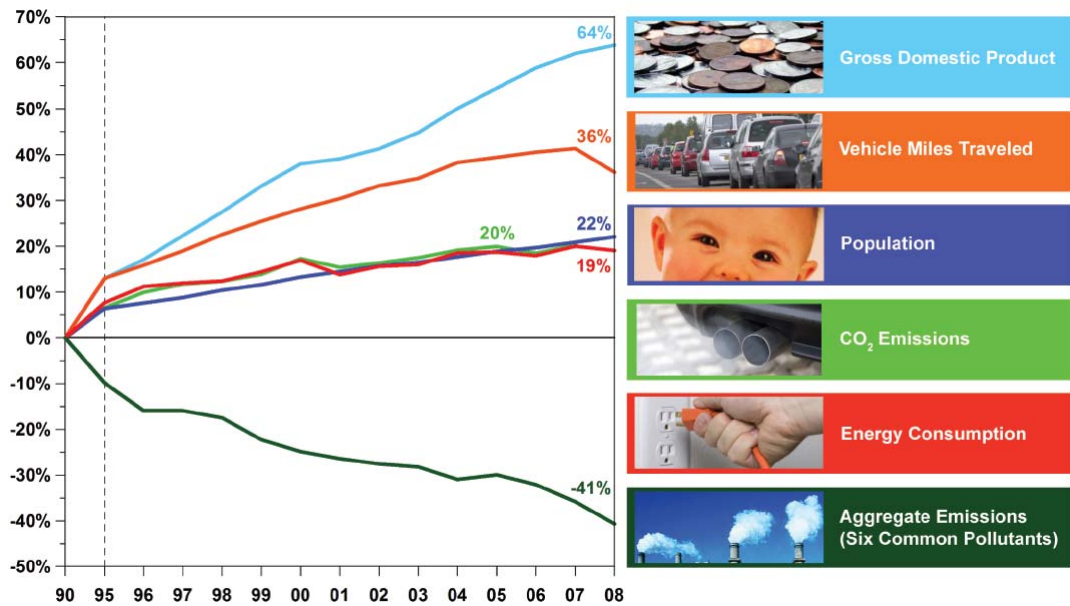 70%
60%
50%
40%
30%
20%
10%
0%
-10%
-20%
-30%
-40%
-50%
90 95 96 97 98 99 00 01 02 03 04 05 06 07 08
64%
36%
20%
22%
19%
-41%
Gross Domestic Product
Vehicle Miles Traveled
Population
CO₂ Emissions
Energy Consumption
Aggregate Emissions
(Six Common Pollutants)